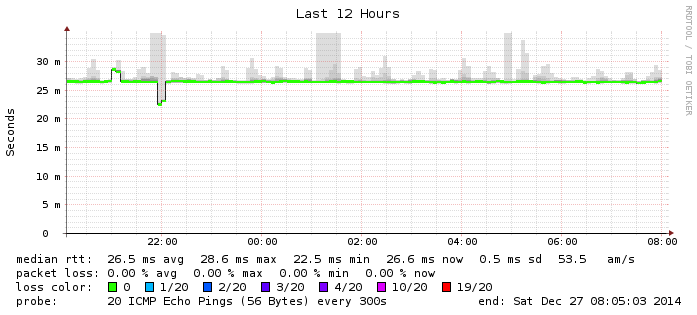 Last 12 Hours
RRDTOOL / TOBI OETIKER
Seconds
30 m
25 m
20 m
15 m
10 m
5 m
0
22:00 00:00 02:00 04:00 06:00 08:00
median rtt: 26.5 ms avg 28.6 ms max 22.5 ms min 26.6 ms now 0.5 ms sd 53.5 am/s
packet loss: 0.00 % avg 0.00 % max 0.00 % min 0.00 % now
loss color: 0 1/20 2/20 3/20 4/20 10/20 19/20
probe: 20 ICMP Echo Pings (56 Bytes) every 300s end: Sat Dec 27 08:05:03 2014